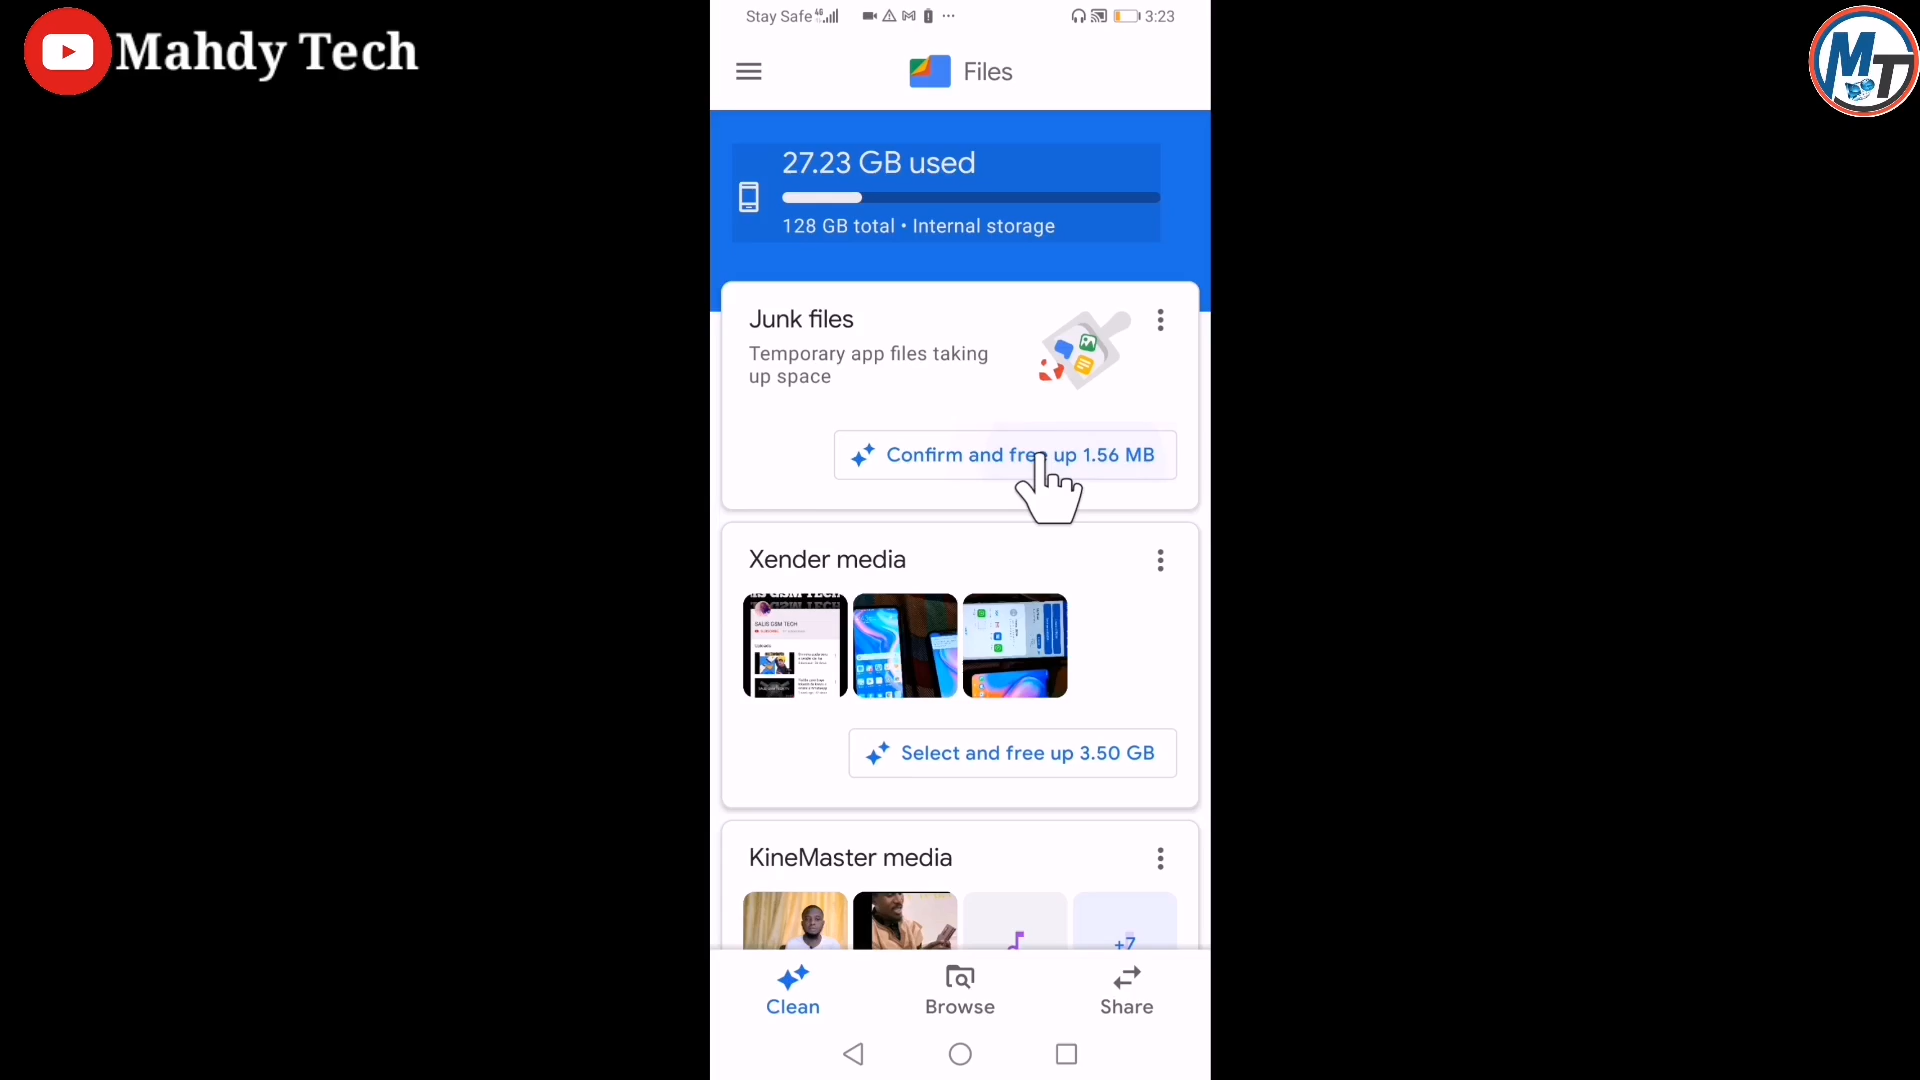 Mahdy Tech
MT
Stay Safe 4G 3:23
Files
27.23 GB used
128 GB total • Internal storage
Junk files
Temporary app files taking
up space
Confirm and free up 1.56 MB
Xender media
SALIS GSM TECH
Select and free up 3.50 GB
KineMaster media
+7
Clean
Browse
Share